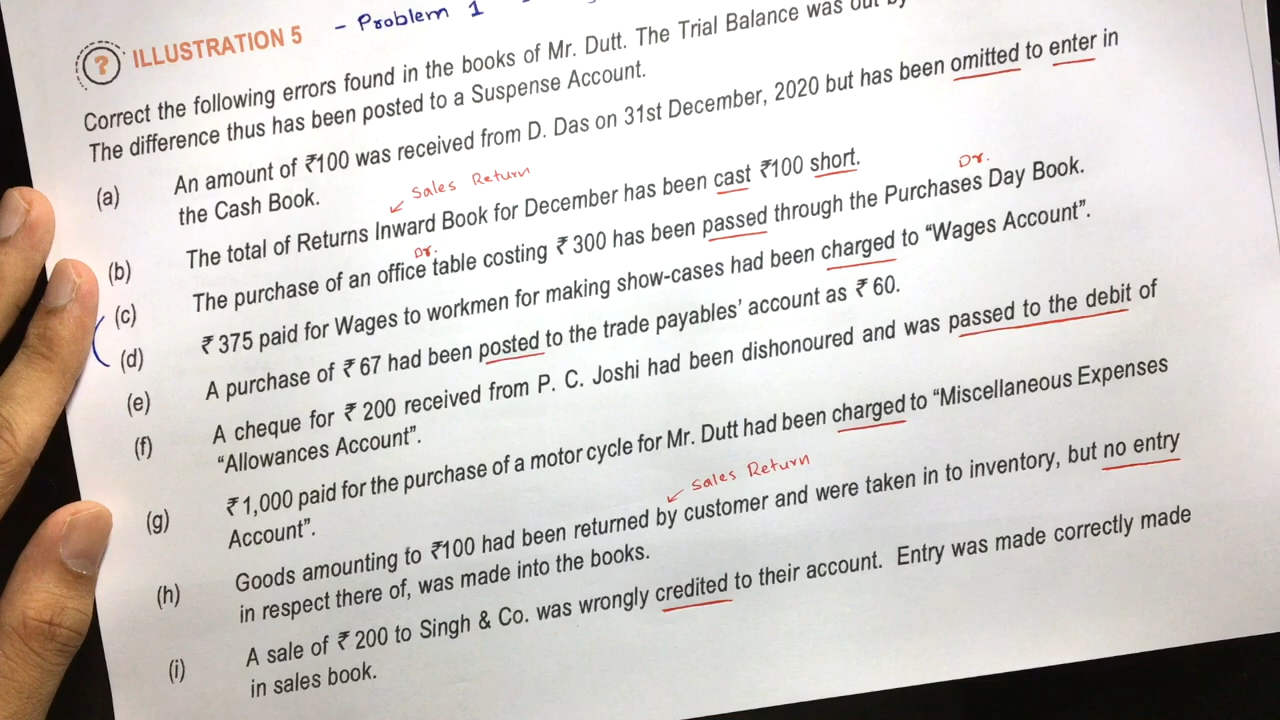 ? ILLUSTRATION 5 - Problem 1
Correct the following errors found in the books of Mr. Dutt. The Trial Balance was out
The difference thus has been posted to a Suspense Account.
(a) An amount of ₹100 was received from D. Das on 31st December, 2020 but has been omitted to enter in
the Cash Book.
Sales Return
(b) The total of Returns Inward Book for December has been cast ₹100 short.
Dr. Dr.
(c) The purchase of an office table costing ₹ 300 has been passed through the Purchases Day Book.
(d) ₹ 375 paid for Wages to workmen for making show-cases had been charged to “Wages Account”.
(e) A purchase of ₹ 67 had been posted to the trade payables’ account as ₹ 60.
(f) A cheque for ₹ 200 received from P. C. Joshi had been dishonoured and was passed to the debit of
“Allowances Account”.
(g) ₹ 1,000 paid for the purchase of a motor cycle for Mr. Dutt had been charged to “Miscellaneous Expenses
Account”.
Sales Return
(h) Goods amounting to ₹100 had been returned by customer and were taken in to inventory, but no entry
in respect there of, was made into the books.
(i) A sale of ₹ 200 to Singh & Co. was wrongly credited to their account. Entry was made correctly made
in sales book.